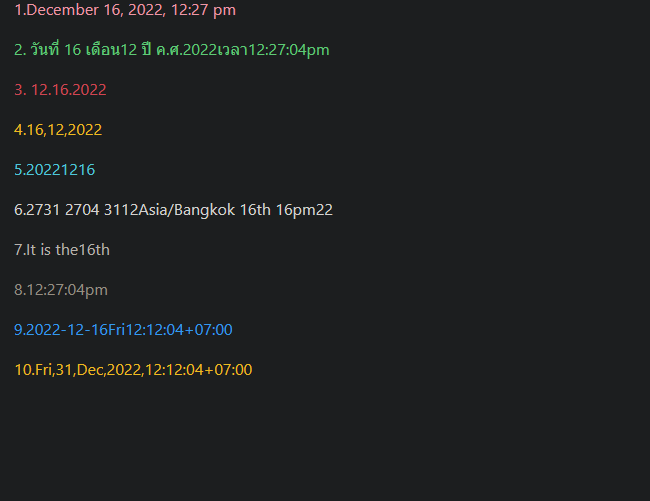 1.December 16, 2022, 12:27 pm
2. วันที่ 16 เดือน12 ปี ค.ศ.2022เวลา12:27:04pm
3. 12.16.2022
4.16,12,2022
5.20221216
6.2731 2704 3112Asia/Bangkok 16th 16pm22
7.It is the16th
8.12:27:04pm
9.2022-12-16Fri12:12:04+07:00
10.Fri,31,Dec,2022,12:12:04+07:00